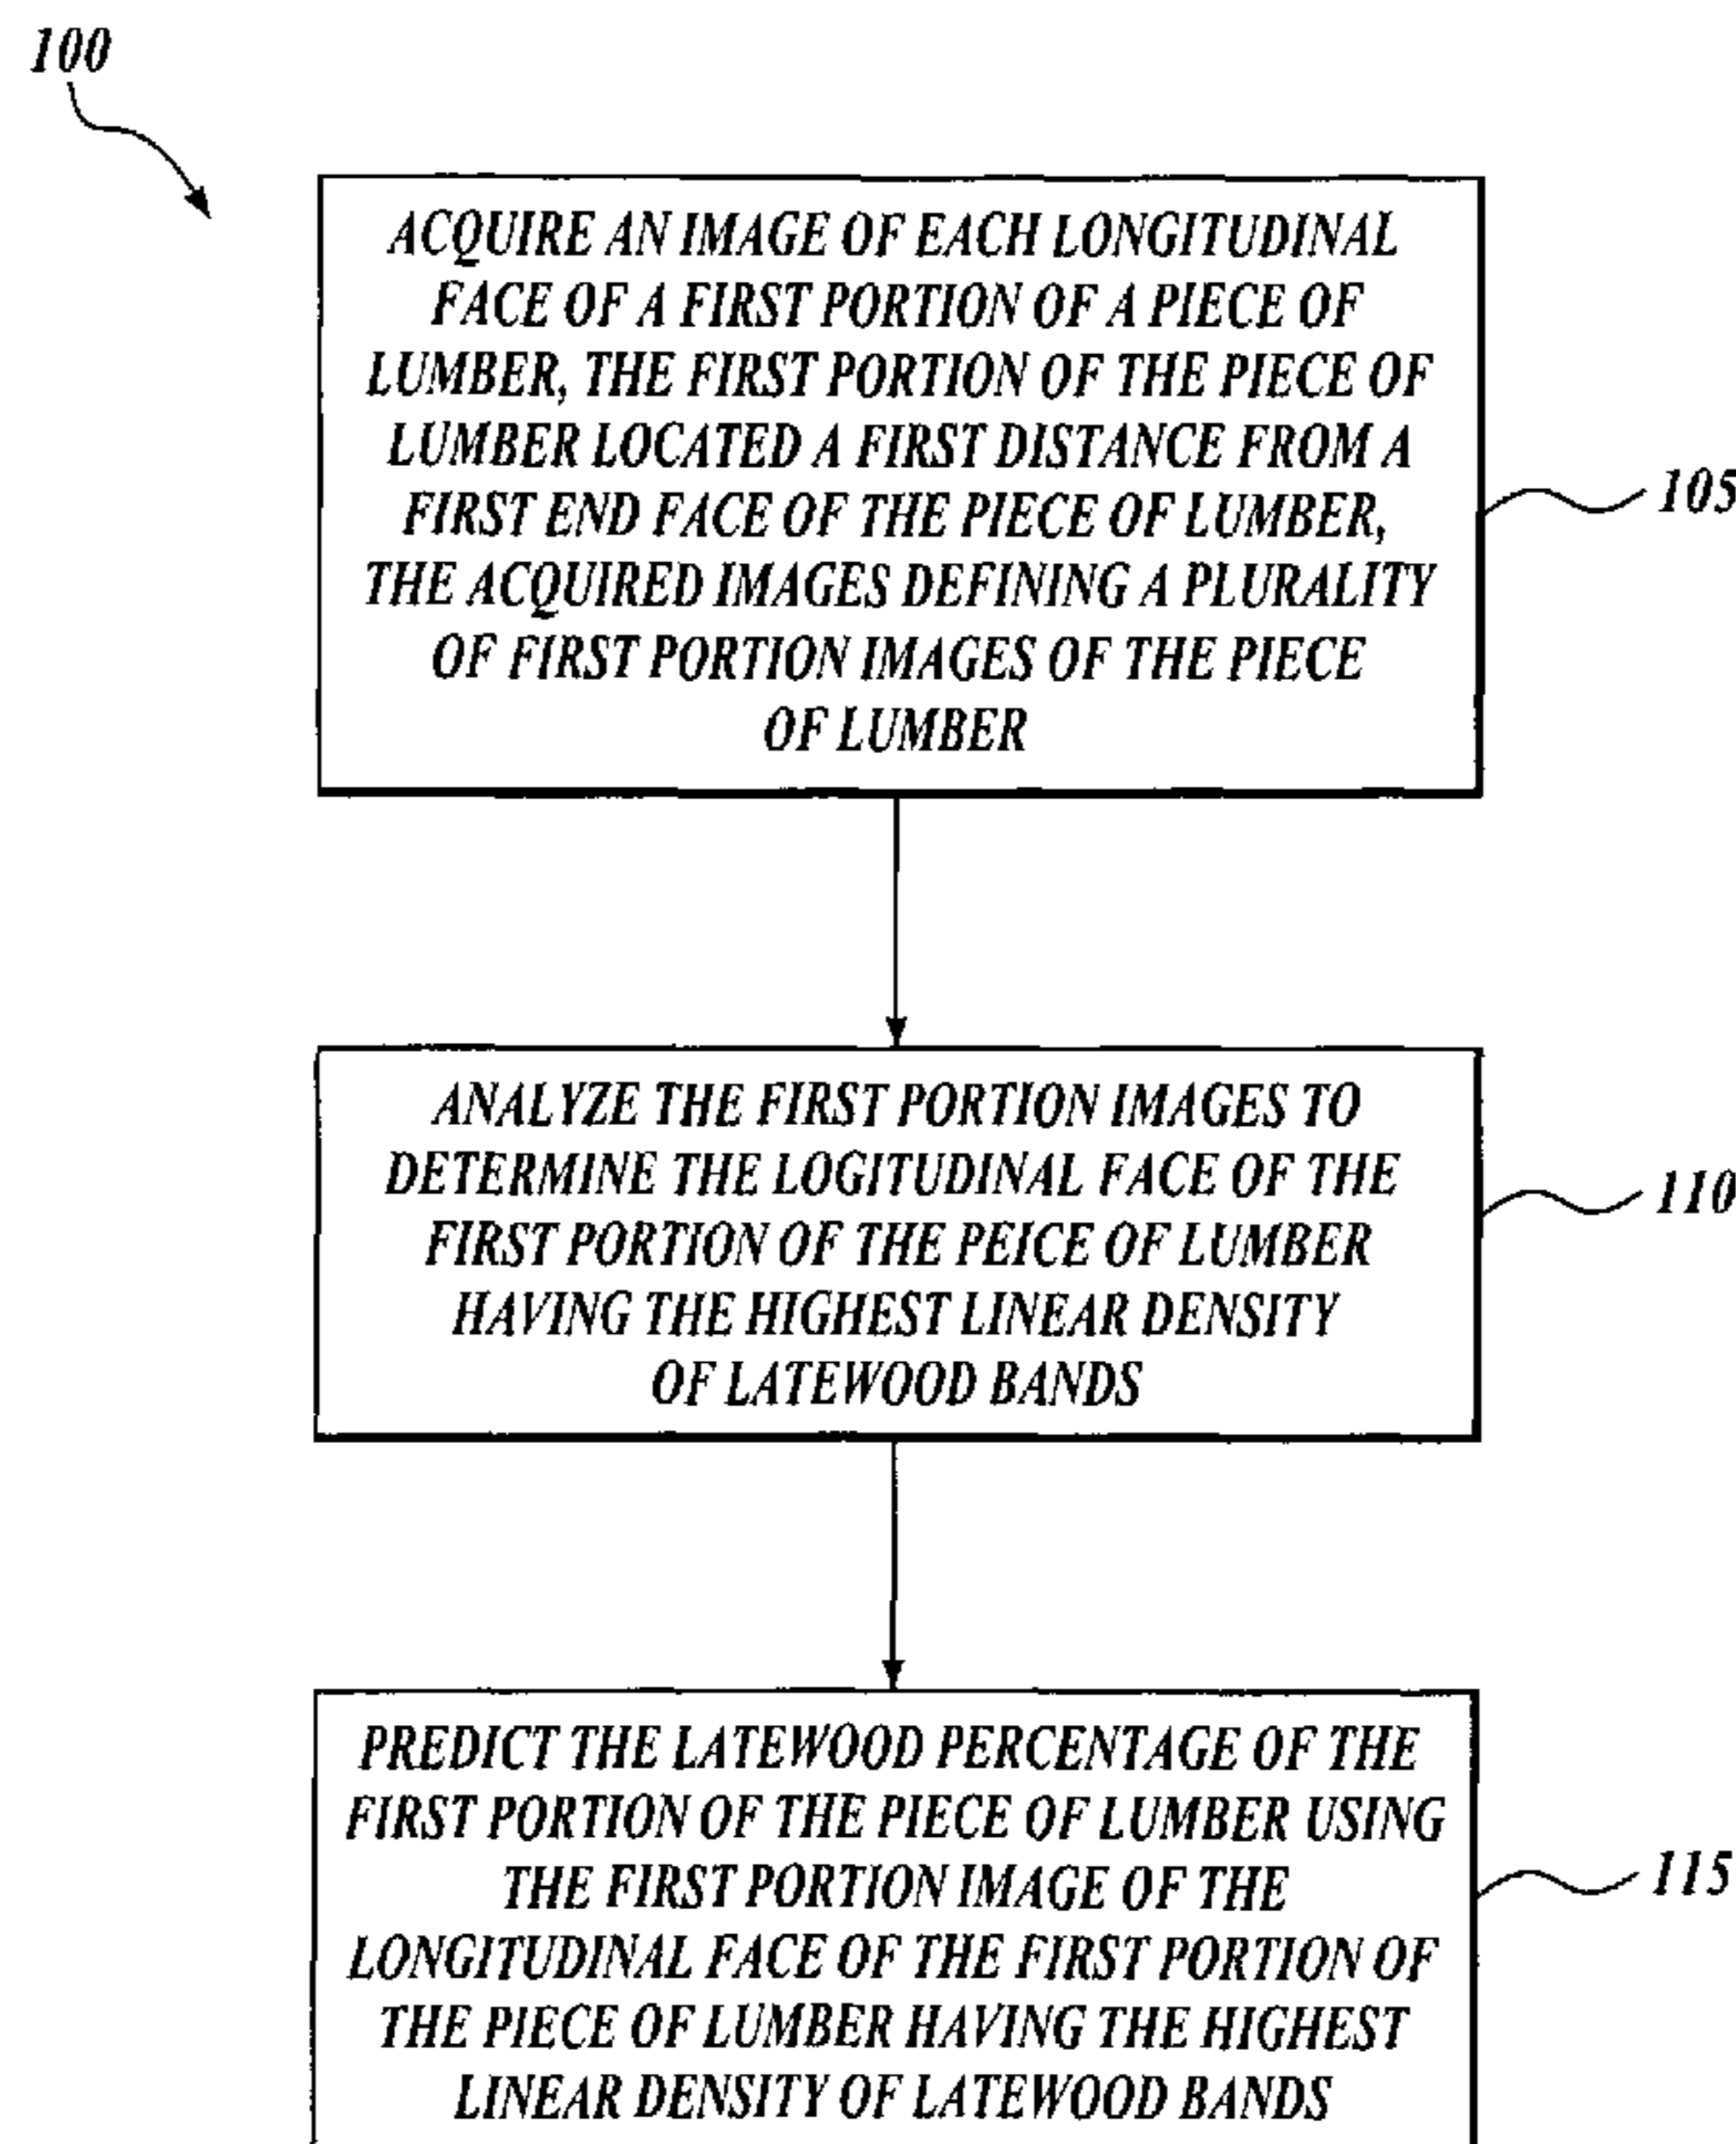 100
ACQUIRE AN IMAGE OF EACH LONGITUDINAL
FACE OF A FIRST PORTION OF A PIECE OF
LUMBER, THE FIRST PORTION OF THE PIECE OF
LUMBER LOCATED A FIRST DISTANCE FROM A
FIRST END FACE OF THE PIECE OF LUMBER,
THE ACQUIRED IMAGES DEFINING A PLURALITY
OF FIRST PORTION IMAGES OF THE PIECE
OF LUMBER
105
ANALYZE THE FIRST PORTION IMAGES TO
DETERMINE THE LOGITUDINAL FACE OF THE
FIRST PORTION OF THE PEICE OF LUMBER
HAVING THE HIGHEST LINEAR DENSITY
OF LATEWOOD BANDS
110
PREDICT THE LATEWOOD PERCENTAGE OF THE
FIRST PORTION OF THE PIECE OF LUMBER USING
THE FIRST PORTION IMAGE OF THE
LONGITUDINAL FACE OF THE FIRST PORTION OF
THE PIECE OF LUMBER HAVING THE HIGHEST
LINEAR DENSITY OF LATEWOOD BANDS
115